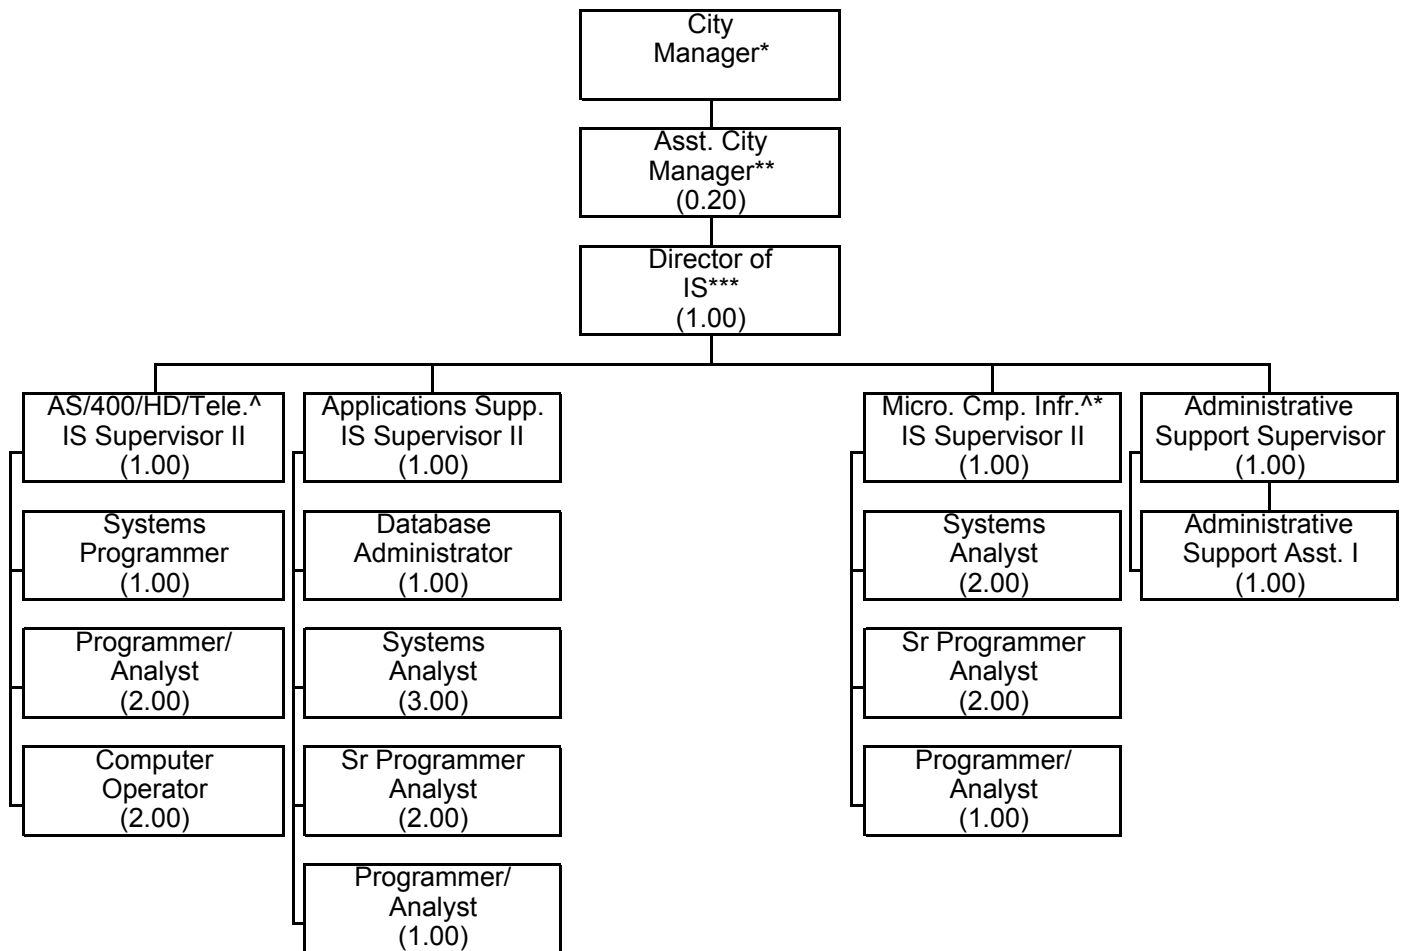 City
Manager*
Asst. City
Manager**
(0.20)
Director of
IS***
(1.00)
AS/400/HD/Tele.^
IS Supervisor II
(1.00)
Systems
Programmer
(1.00)
Programmer/
Analyst
(2.00)
Computer
Operator
(2.00)
Applications Supp.
IS Supervisor II
(1.00)
Database
Administrator
(1.00)
Systems
Analyst
(3.00)
Sr Programmer
Analyst
(2.00)
Programmer/
Analyst
(1.00)
Micro. Cmp. Infr.^*
IS Supervisor II
(1.00)
Systems
Analyst
(2.00)
Sr Programmer
Analyst
(2.00)
Programmer/
Analyst
(1.00)
Administrative
Support Supervisor
(1.00)
Administrative
Support Asst. I
(1.00)